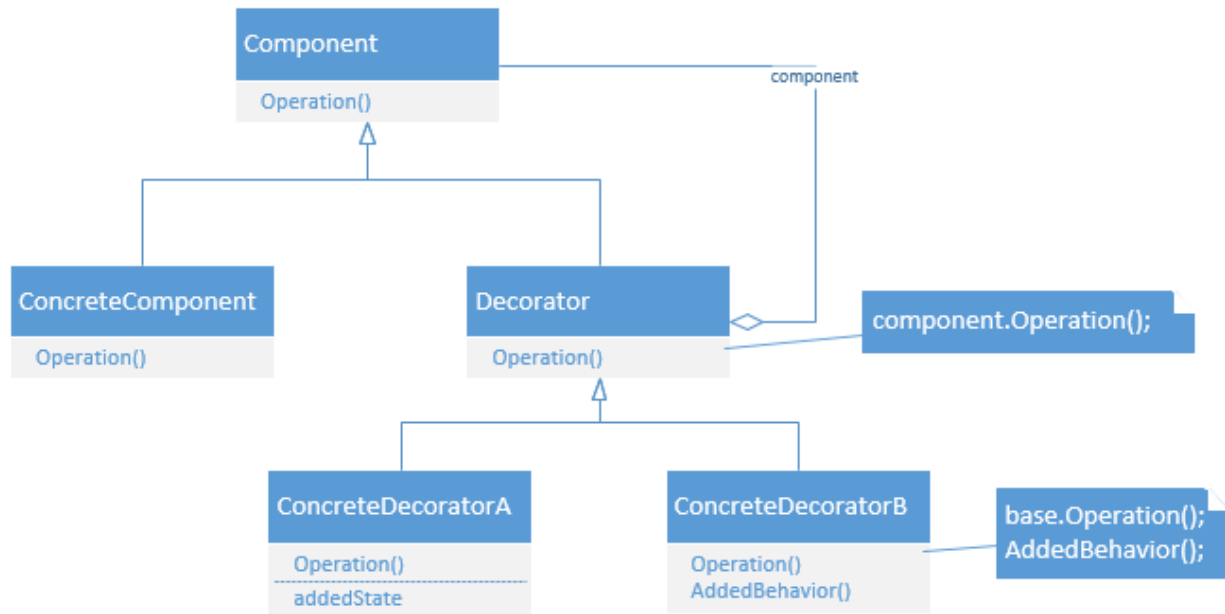 Component
Operation()
component
ConcreteComponent
Operation()
Decorator
Operation()
component.Operation();
ConcreteDecoratorA
Operation()
addedState
ConcreteDecoratorB
Operation()
AddedBehavior()
base.Operation();
AddedBehavior();